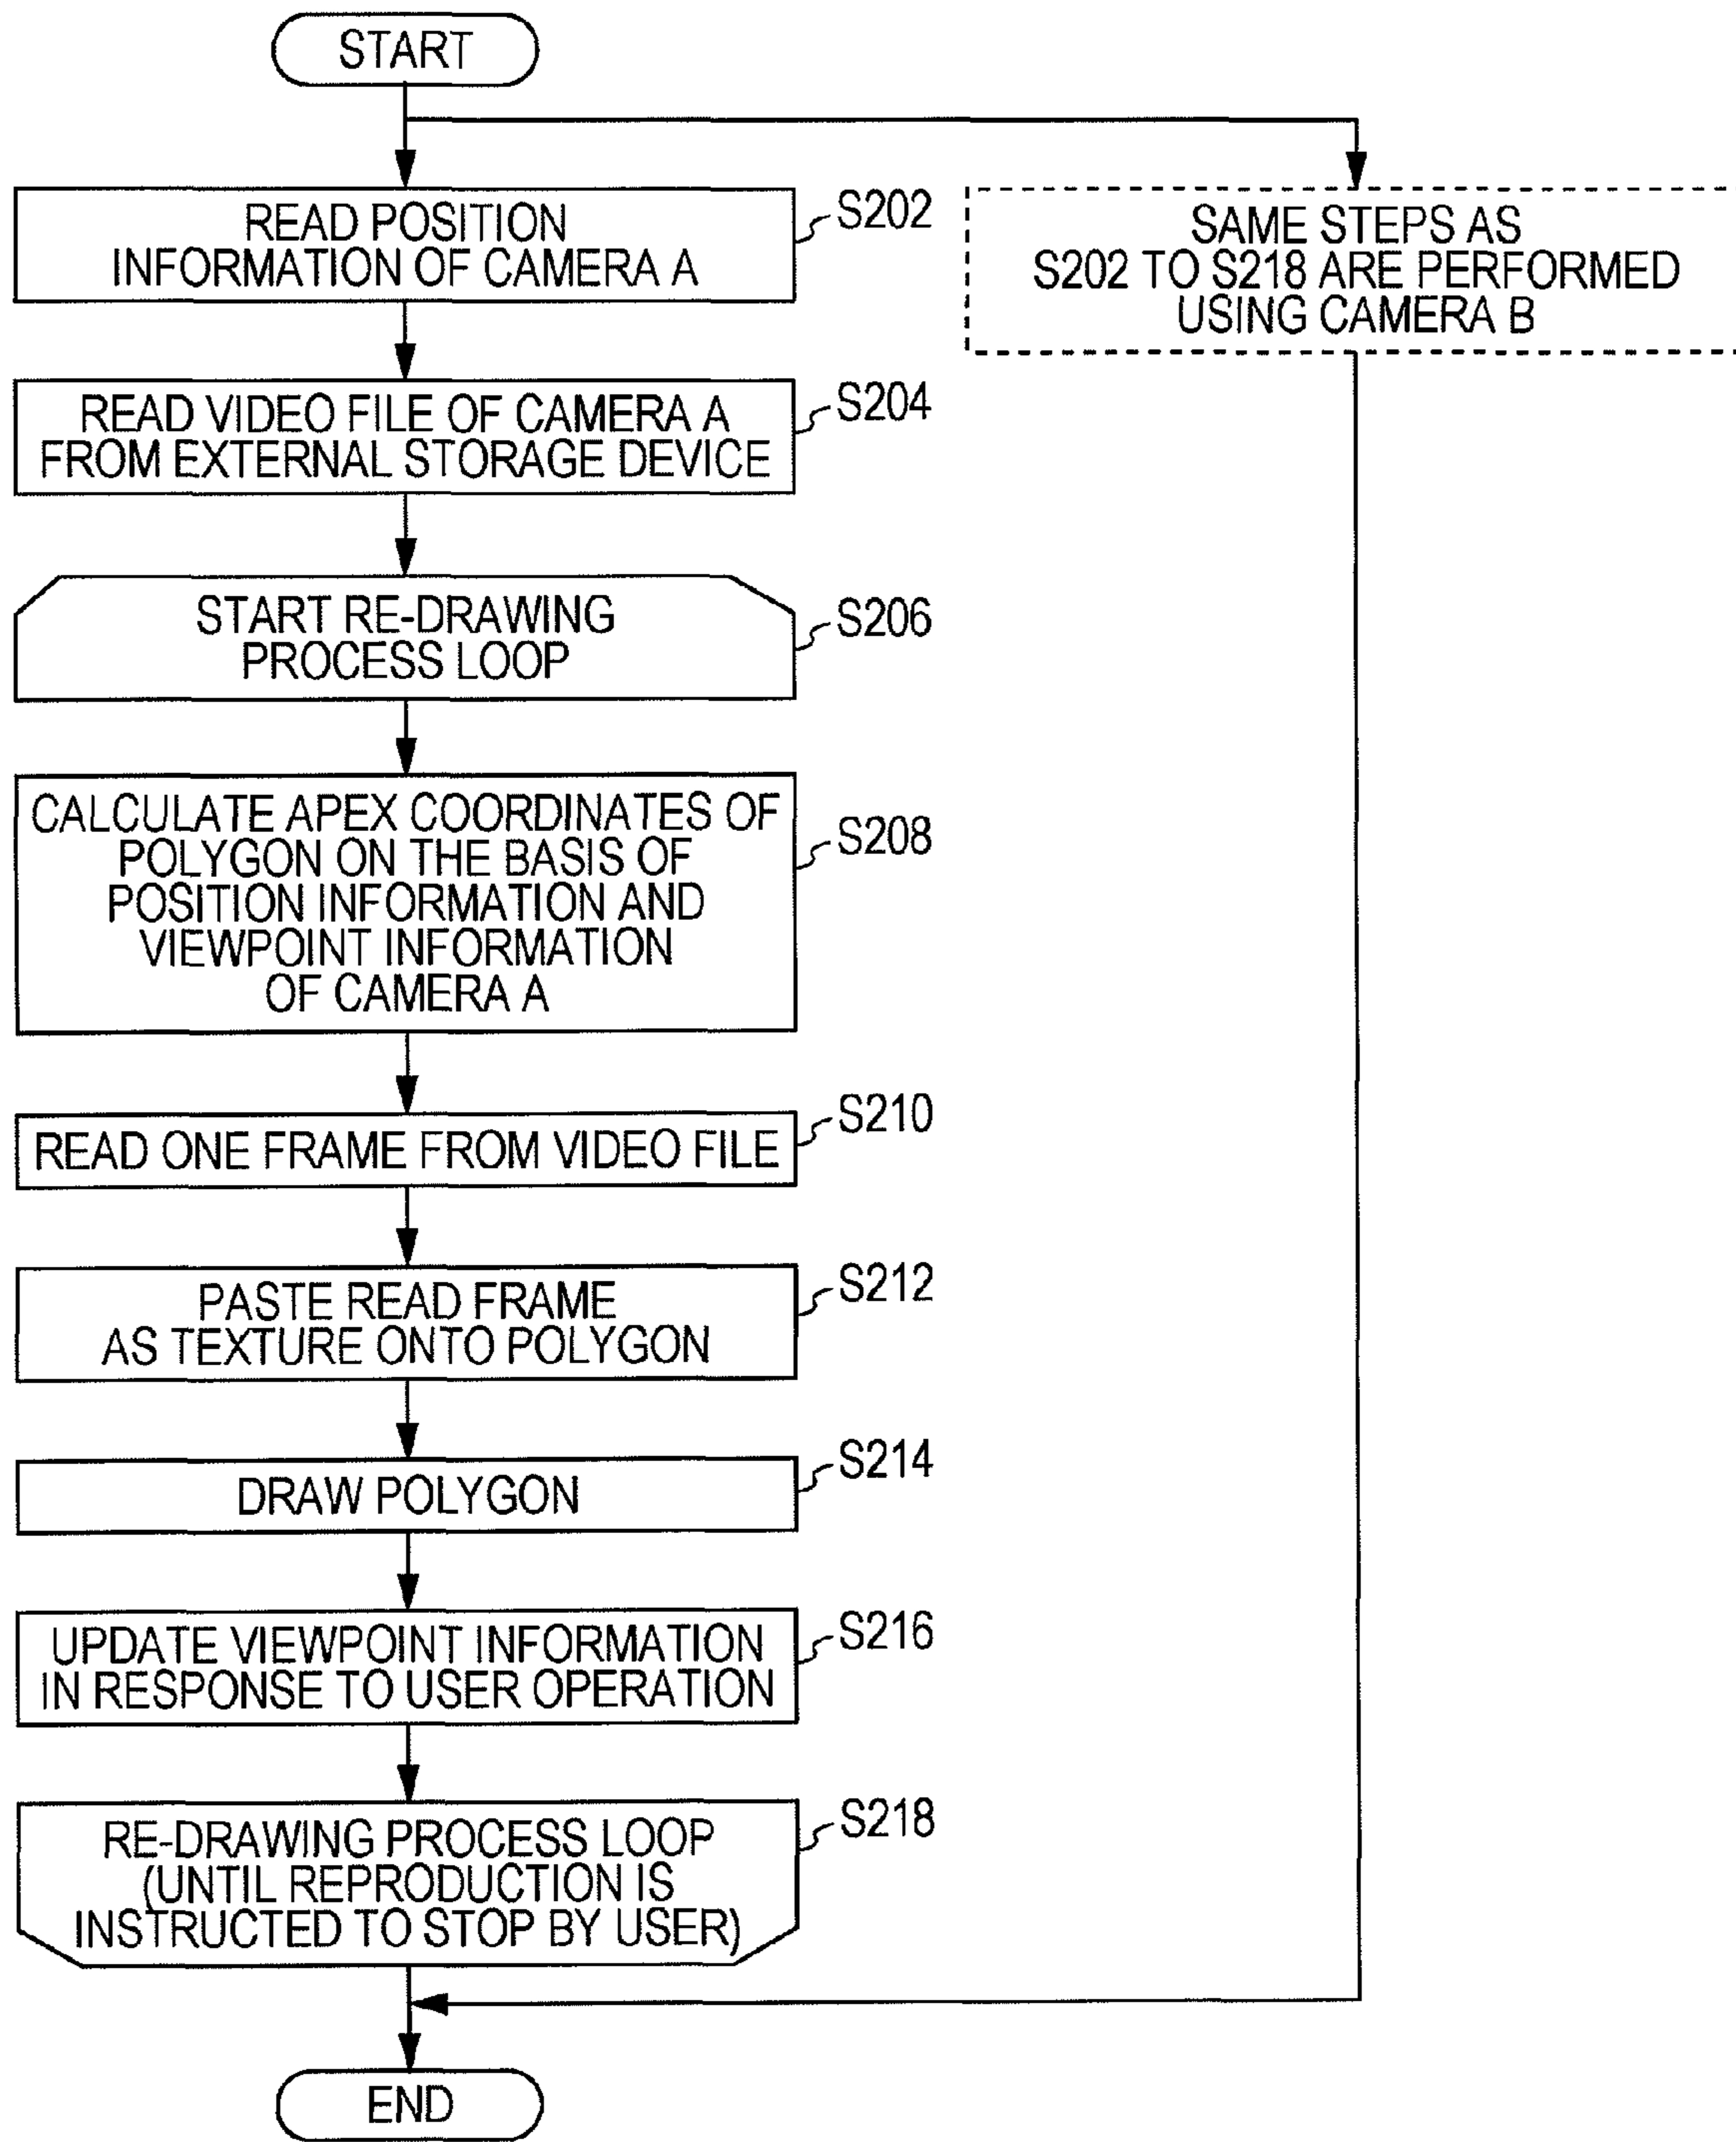 START
READ POSITION
INFORMATION OF CAMERA A
S202
SAME STEPS AS
S202 TO S218 ARE PERFORMED
USING CAMERA B
READ VIDEO FILE OF CAMERA A
FROM EXTERNAL STORAGE DEVICE
S204
START RE-DRAWING
PROCESS LOOP
S206
CALCULATE APEX COORDINATES OF
POLYGON ON THE BASIS OF
POSITION INFORMATION AND
VIEWPOINT INFORMATION
OF CAMERA A
S208
READ ONE FRAME FROM VIDEO FILE
S210
PASTE READ FRAME
AS TEXTURE ONTO POLYGON
S212
DRAW POLYGON
S214
UPDATE VIEWPOINT INFORMATION
IN RESPONSE TO USER OPERATION
S216
RE-DRAWING PROCESS LOOP
(UNTIL REPRODUCTION IS
INSTRUCTED TO STOP BY USER)
S218
END